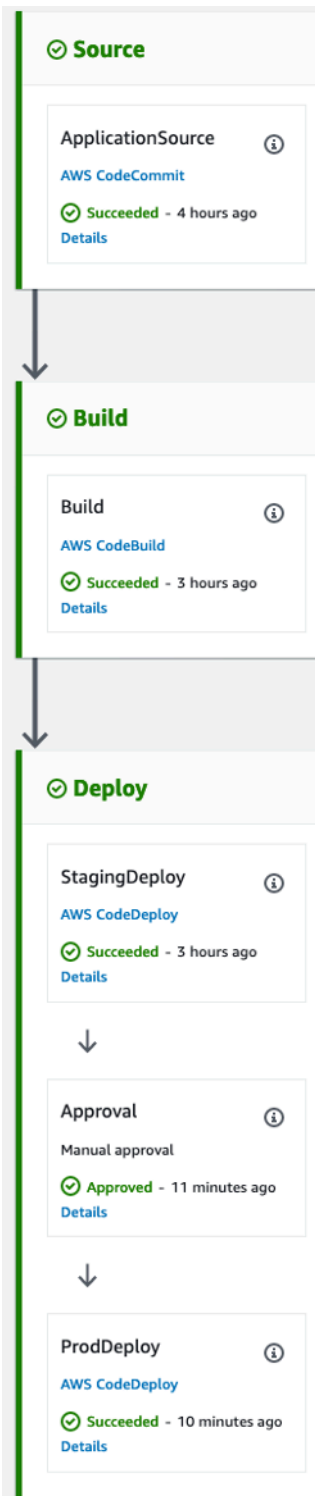 Source
ApplicationSource
AWS CodeCommit
Succeeded - 4 hours ago
Details
Build
Build
AWS CodeBuild
Succeeded - 3 hours ago
Details
Deploy
StagingDeploy
AWS CodeDeploy
Succeeded - 3 hours ago
Details
Approval
Manual approval
Approved - 11 minutes ago
Details
ProdDeploy
AWS CodeDeploy
Succeeded - 10 minutes ago
Details